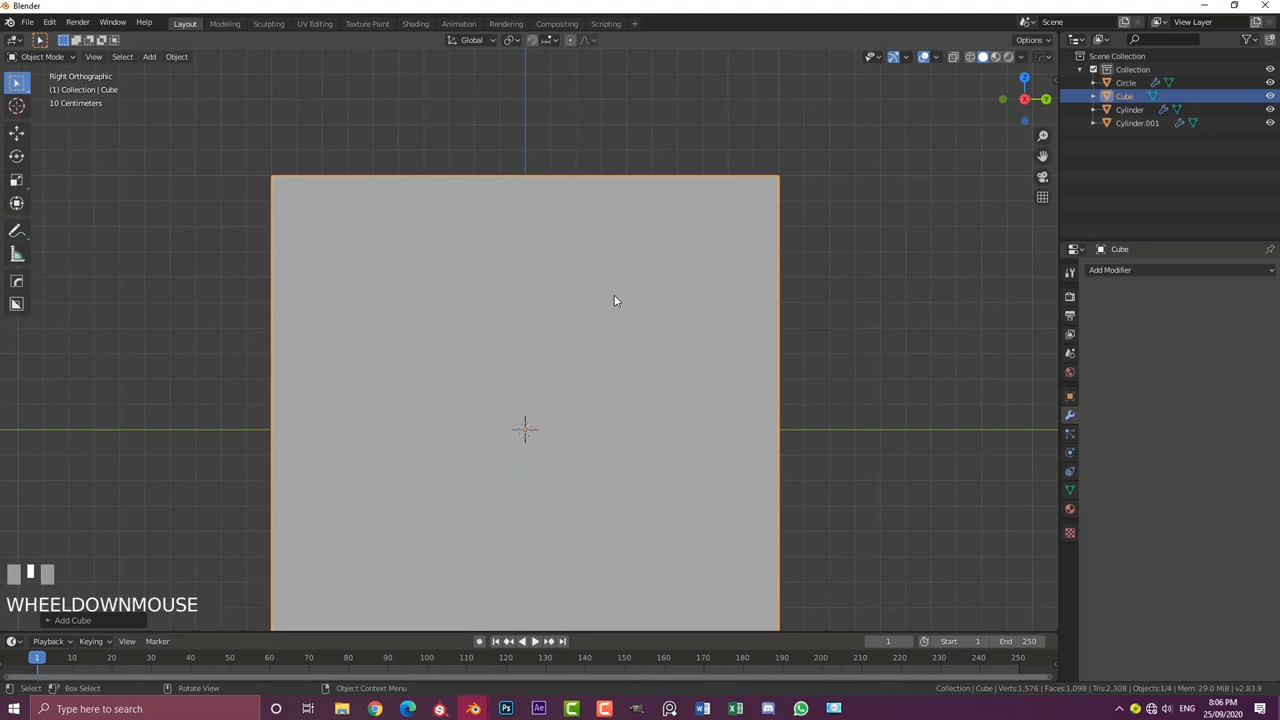 Blender
File Edit Render Window Help Layout Modeling Sculpting UV Editing Texture Paint Shading Animation Rendering Compositing Scripting + Scene View Layer
Global Options
Object Mode View Select Add Object
Right Orthographic
(1) Collection | Cube
10 Centimeters
Z
X
Y
Scene Collection
Collection
Circle
Cube
Cylinder
Cylinder.001
Cube
Add Modifier
WHEELDOWNMOUSE
Add Cube
Playback Keying View Marker 1 Start 1 End 250
1 10 20 30 40 50 60 70 80 90 100 110 120 130 140 150 160 170 180 190 200 210 220 230 240 250
Select Box Select Rotate View Object Context Menu Collection | Cube | Verts:1,576 | Faces:1,098 | Tris:2,308 | Objects:1/4 | Mem: 29.0 MiB | v2.83.9
Type here to search
ENG
8:06 PM
25/09/2020